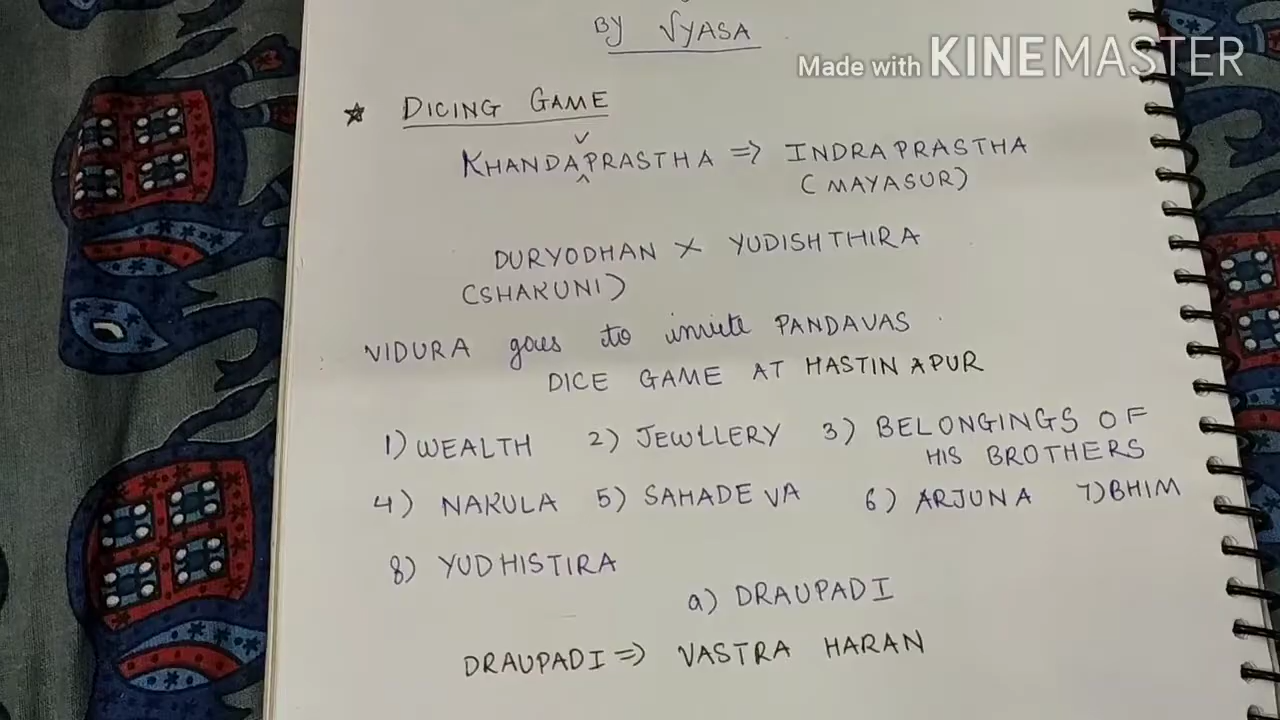 BY VYASA
Made with KINEMASTER
☆ DICING GAME
V
KHANDAPRASTHA => INDRAPRASTHA
(MAYASUR)
DURYODHAN X YUDISHTHIRA
(SHAKUNI)
VIDURA goes to invite PANDAVAS
DICE GAME AT HASTINAPUR
1) WEALTH 2) JEWLLERY 3) BELONGINGS OF
HIS BROTHERS
4) NAKULA 5) SAHADEVA 6) ARJUNA 7) BHIM
8) YUDHISTIRA
a) DRAUPADI
DRAUPADI => VASTRA HARAN